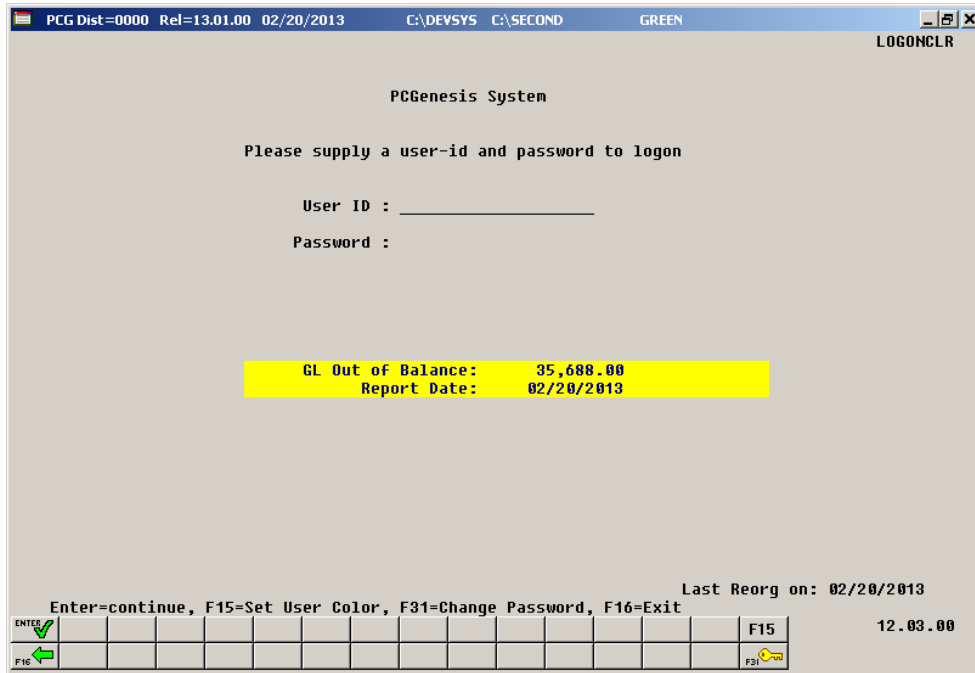 PCG Dist=0000 Rel=13.01.00 02/20/2013 C:\DEVSYS C:\SECOND GREEN
LOGONCLR
PCGenesis System
Please supply a user-id and password to logon
User ID :
Password :
GL Out of Balance: 35,688.00
Report Date: 02/20/2013
Last Reorg on: 02/20/2013
Enter=continue, F15=Set User Color, F31=Change Password, F16=Exit
ENTER F15 12.03.00
F16 F31